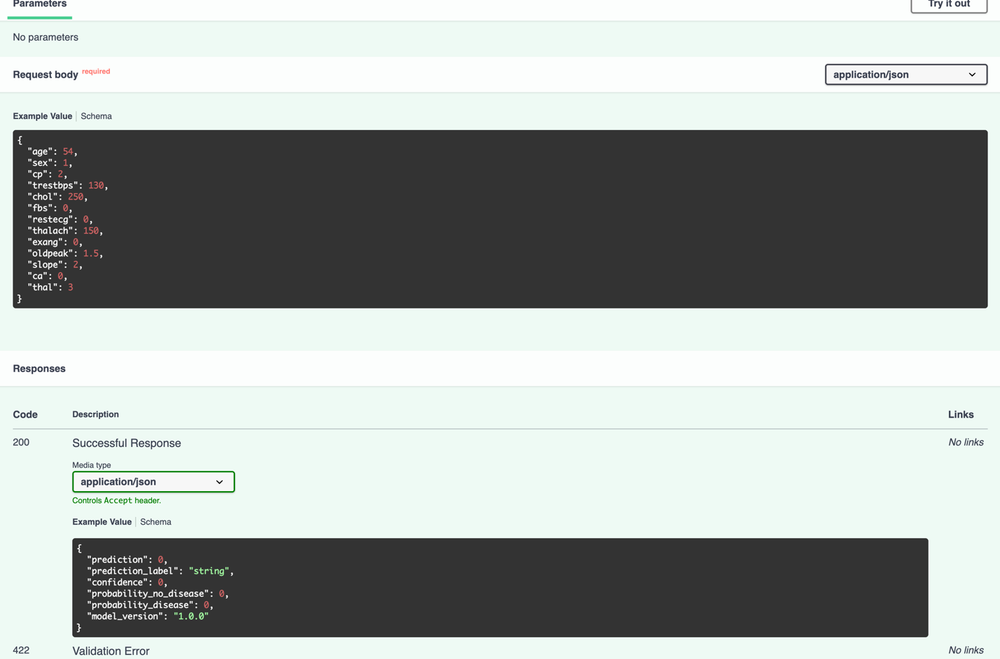 Parameters
Try it out
No parameters
Request body required
application/json
Example Value Schema
{
  "age": 54,
  "sex": 1,
  "cp": 2,
  "trestbps": 130,
  "chol": 250,
  "fbs": 0,
  "restecg": 0,
  "thalach": 150,
  "exang": 0,
  "oldpeak": 1.5,
  "slope": 2,
  "ca": 0,
  "thal": 3
}
Responses
Code Description Links
200 Successful Response No links
Media type
application/json
Controls Accept header.
Example Value Schema
{
  "prediction": 0,
  "prediction_label": "string",
  "confidence": 0,
  "probability_no_disease": 0,
  "probability_disease": 0,
  "model_version": "1.0.0"
}
422 Validation Error No links